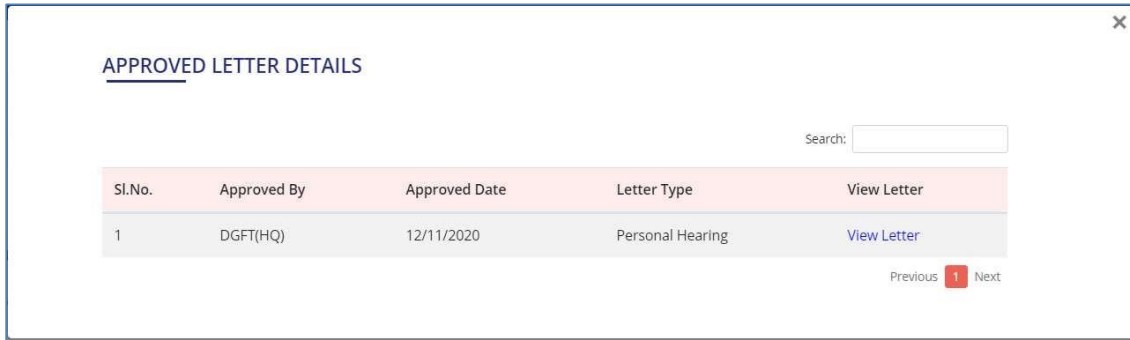 ×
APPROVED LETTER DETAILS
Search:
Sl.No. Approved By Approved Date Letter Type View Letter
1 DGFT(HQ) 12/11/2020 Personal Hearing View Letter
Previous 1 Next